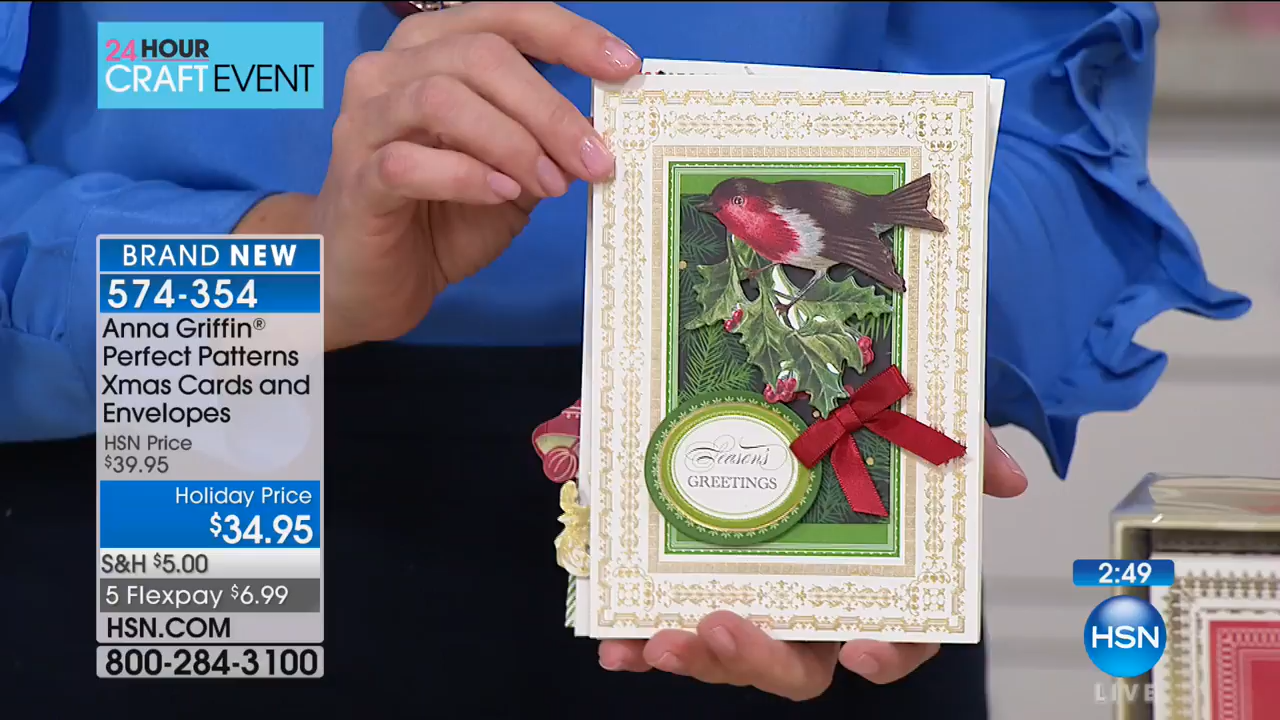 24 HOUR
CRAFT EVENT
BRAND NEW
574-354
Anna Griffin®
Perfect Patterns
Xmas Cards and
Envelopes
HSN Price
$39.95
Holiday Price
$34.95
S&H $5.00
5 Flexpay $6.99
HSN.COM
800-284-3100
Season's
GREETINGS
2:49
HSN
LIVE